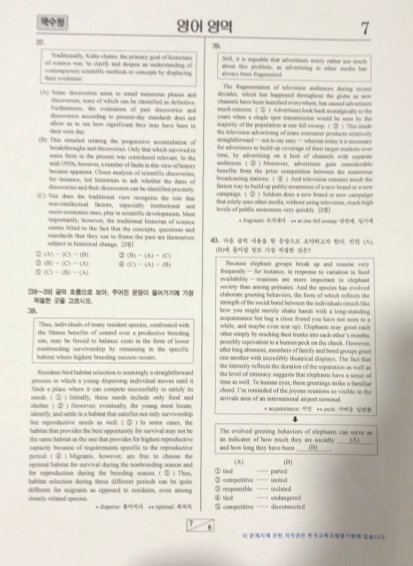 짝수형
영어 영역
7
37.
Traditionally, Kuhn claims, the primary goal of historians
of science was 'to clarify and deepen an understanding of
contemporary scientific methods or concepts by displaying
their evolution'.
(A) Some discoveries seem to entail numerous phases and
discoverers, none of which can be identified as definitive.
Furthermore, the evaluation of past discoveries and
discoverers according to present-day standards does not
allow us to see how significant they may have been in
their own day.
(B) This entailed relating the progressive accumulation of
breakthroughs and discoveries. Only that which survived in
some form in the present was considered relevant. In the
mid-1950s, however, a number of faults in this view of history
became apparent. Closer analysis of scientific discoveries,
for instance, led historians to ask whether the dates of
discoveries and their discoverers can be identified precisely.
(C) Nor does the traditional view recognise the role that
non-intellectual factors, especially institutional and
socio-economic ones, play in scientific developments. Most
importantly, however, the traditional historian of science
seems blind to the fact that the concepts, questions and
standards that they use to frame the past are themselves
subject to historical change. [3점]
① (A) - (C) - (B) ② (B) - (A) - (C)
③ (B) - (C) - (A) ④ (C) - (A) - (B)
⑤ (C) - (B) - (A)
[38~39] 글의 흐름으로 보아, 주어진 문장이 들어가기에 가장
적절한 곳을 고르시오.
38.
Thus, individuals of many resident species, confronted with
the fitness benefits of control over a productive breeding
site, may be forced to balance costs in the form of lower
nonbreeding survivorship by remaining in the specific
habitat where highest breeding success occurs.
Resident-bird habitat selection is seemingly a straightforward
process in which a young dispersing individual moves until it
finds a place where it can compete successfully to satisfy its
needs. ( ① ) Initially, these needs include only food and
shelter. ( ② ) However, eventually, the young must locate,
identify, and settle in a habitat that satisfies not only survivorship
but reproductive needs as well. ( ③ ) In some cases, the
habitat that provides the best opportunity for survival may not be
the same habitat as the one that provides for highest reproductive
capacity because of requirements specific to the reproductive
period. ( ④ ) Migrants, however, are free to choose the
optimal habitat for survival during the nonbreeding season and
for reproduction during the breeding season. ( ⑤ ) Thus,
habitat selection during these different periods can be quite
different for migrants as opposed to residents, even among
closely related species.
* disperse: 흩어지다 ** optimal: 최적의
39.
Still, it is arguable that advertisers worry rather too much
about this problem, as advertising in other media has
always been fragmented.
The fragmentation of television audiences during recent
decades, which has happened throughout the globe as new
channels have been launched everywhere, has caused advertisers
much concern. ( ① ) Advertisers look back nostalgically to the
years when a single spot transmission would be seen by the
majority of the population at one fell swoop. ( ② ) This made
the television advertising of mass consumer products relatively
straightforward — not to say easy — whereas today it is necessary
for advertisers to build up coverage of their target markets over
time, by advertising on a host of channels with separate
audiences. ( ③ ) Moreover, advertisers gain considerable
benefits from the price competition between the numerous
broadcasting stations. ( ④ ) And television remains much the
fastest way to build up public awareness of a new brand or a new
campaign. ( ⑤ ) Seldom does a new brand or new campaign
that solely uses other media, without using television, reach high
levels of public awareness very quickly. [3점]
* fragment: 조각내다 ** at one fell swoop: 단번에, 일거에
40. 다음 글의 내용을 한 문장으로 요약하고자 한다. 빈칸 (A),
(B)에 들어갈 말로 가장 적절한 것은?
Because elephant groups break up and reunite very
frequently — for instance, in response to variation in food
availability — reunions are more important in elephant
society than among primates. And the species has evolved
elaborate greeting behaviors, the form of which reflects the
strength of the social bond between the individuals (much like
how you might merely shake hands with a long-standing
acquaintance but hug a close friend you have not seen in a
while, and maybe even tear up). Elephants may greet each
other simply by reaching their trunks into each other's mouths,
possibly equivalent to a human peck on the cheek. However,
after long absences, members of family and bond groups greet
one another with incredibly theatrical displays. The fact that
the intensity reflects the duration of the separation as well as
the level of intimacy suggests that elephants have a sense of
time as well. To human eyes, these greetings strike a familiar
chord. I'm reminded of the joyous reunions so visible in the
arrivals area of an international airport terminal.
* acquaintance: 지인 ** peck: 가벼운 입맞춤
The evolved greeting behaviors of elephants can serve as
an indicator of how much they are socially (A)
and how long they have been (B)
(A) (B)
① tied ······ parted
② competitive ······ united
③ responsible ······ isolated
④ tied ······ endangered
⑤ competitive ······ disconnected
7
8
이 문제지에 관한 저작권은 한국교육과정평가원에 있습니다.